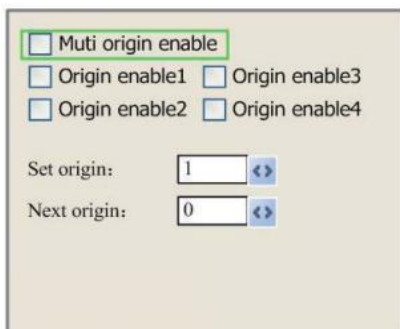 Muti origin enable
Origin enable1 Origin enable3
Origin enable2 Origin enable4
Set origin: 1
Next origin: 0